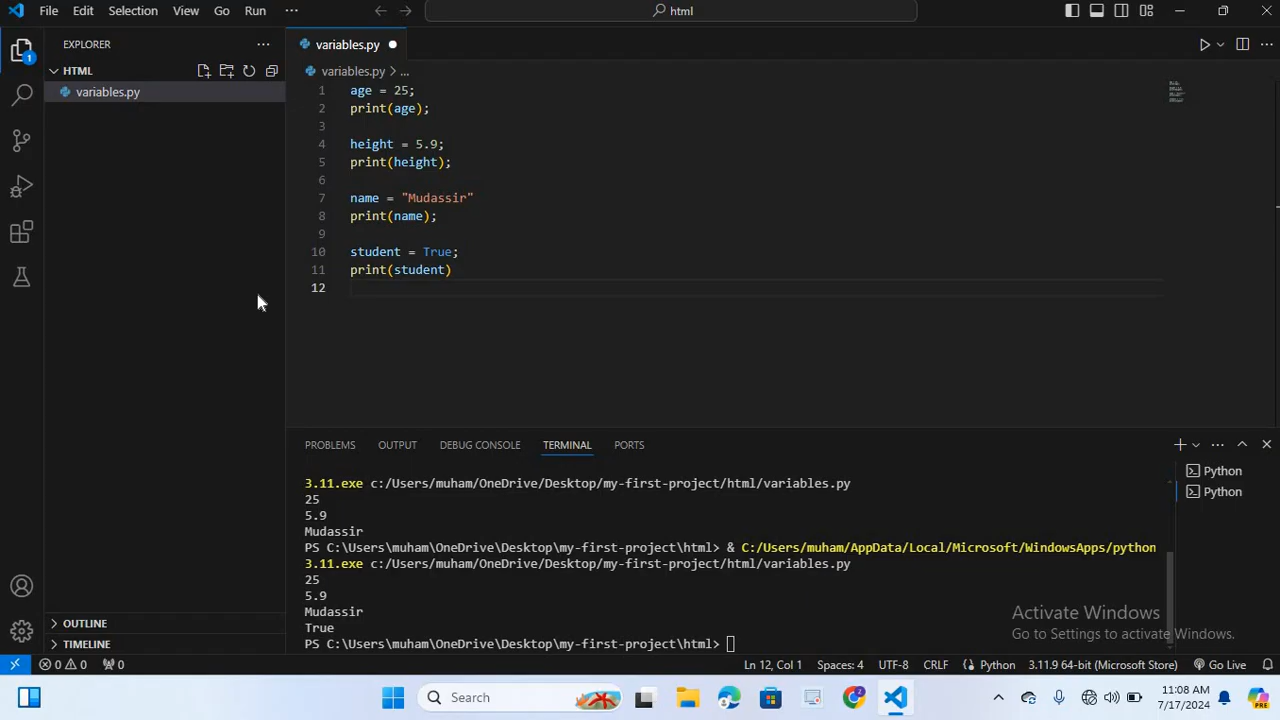 File Edit Selection View Go Run ···
html
EXPLORER ···
1
HTML
variables.py
variables.py
variables.py > ...
1 age = 25;
2 print(age);
3
4 height = 5.9;
5 print(height);
6
7 name = "Mudassir"
8 print(name);
9
10 student = True;
11 print(student)
12
PROBLEMS OUTPUT DEBUG CONSOLE TERMINAL PORTS
Python
Python
3.11.exe c:/Users/muham/OneDrive/Desktop/my-first-project/html/variables.py
25
5.9
Mudassir
PS C:\Users\muham\OneDrive\Desktop\my-first-project\html> & C:/Users/muham/AppData/Local/Microsoft/WindowsApps/python
3.11.exe c:/Users/muham/OneDrive/Desktop/my-first-project/html/variables.py
25
5.9
Mudassir
True
PS C:\Users\muham\OneDrive\Desktop\my-first-project\html>
Activate Windows
Go to Settings to activate Windows.
OUTLINE
TIMELINE
0 0 0 Ln 12, Col 1 Spaces: 4 UTF-8 CRLF Python 3.11.9 64-bit (Microsoft Store) Go Live
Search
11:08 AM
7/17/2024
PRE